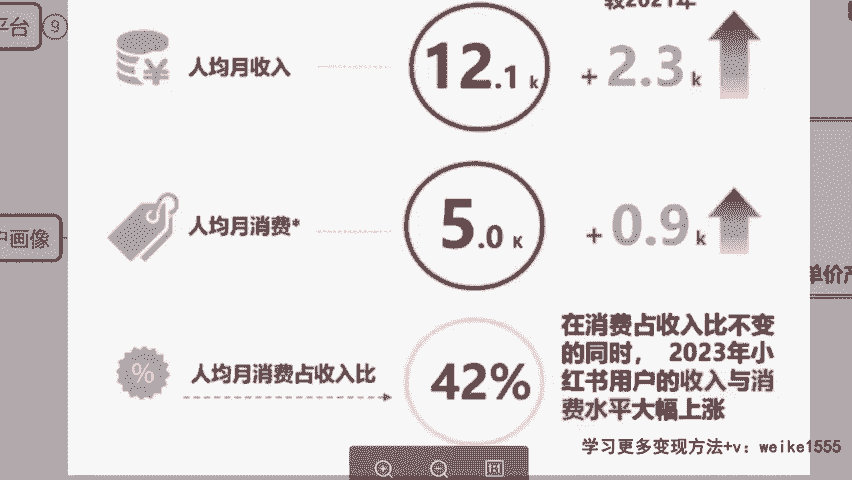 较2021年
平台
9
人均月收入
12.1 k
+ 2.3 k
人均月消费*
5.0 K
+ 0.9 k
户画像
单价产
人均月消费占收入比
%
42%
在消费占收入比不变
的同时， 2023年小
红书用户的收入与消
费水平大幅上涨
学习更多变现方法+v：weike1555
1:1